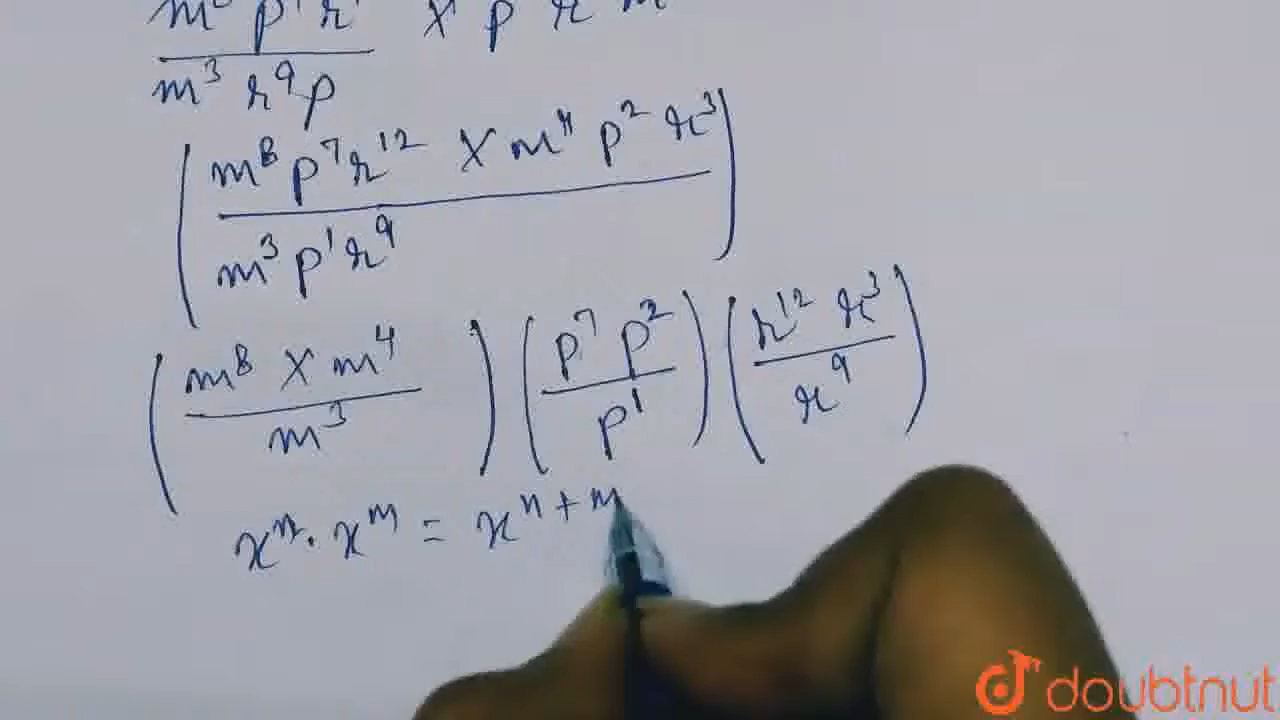 m³ r⁹ p
( m⁸ p⁷ r¹² × m⁴ p² r³ )
m³ p¹ r⁹
( m⁸ × m⁴ / m³ ) ( p⁷ p² / p¹ ) ( r¹² r³ / r⁹ )
xⁿ · xᵐ = xⁿ⁺ᵐ
doubtnut